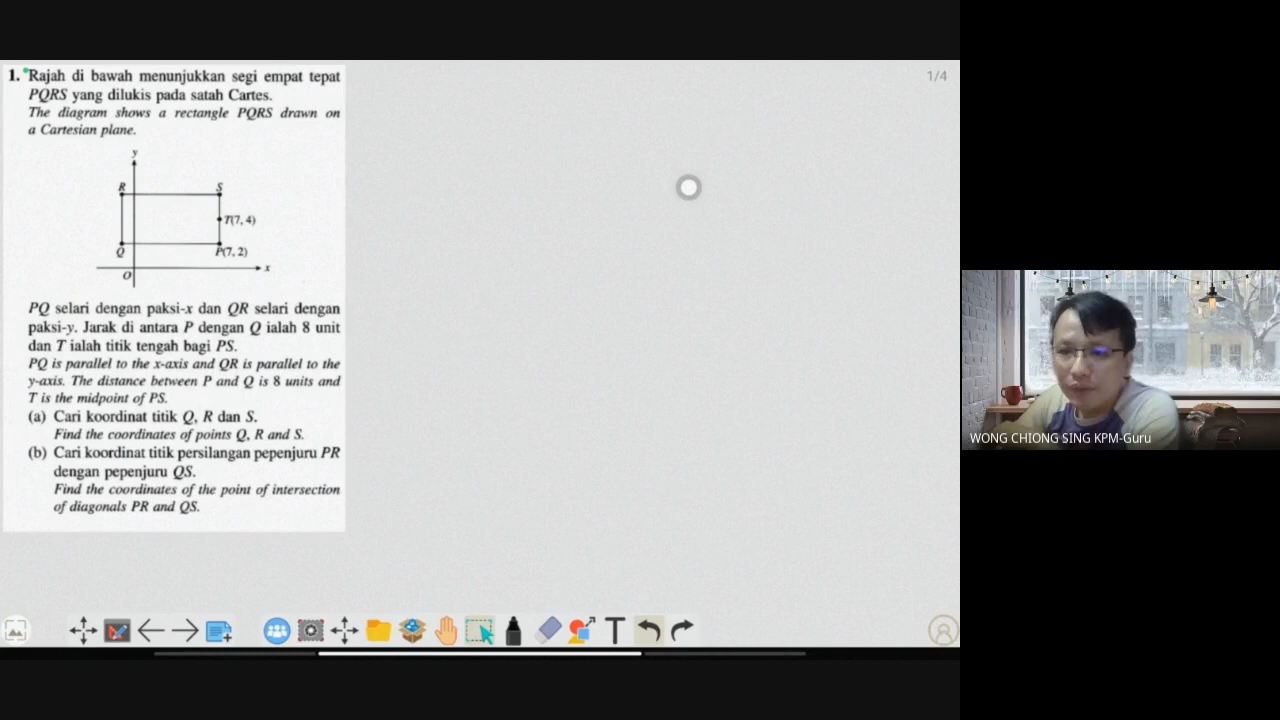 1/4
1. Rajah di bawah menunjukkan segi empat tepat
PQRS yang dilukis pada satah Cartes.
The diagram shows a rectangle PQRS drawn on
a Cartesian plane.
y
R
S
T(7, 4)
Q
P(7, 2)
O
x
PQ selari dengan paksi-x dan QR selari dengan
paksi-y. Jarak di antara P dengan Q ialah 8 unit
dan T ialah titik tengah bagi PS.
PQ is parallel to the x-axis and QR is parallel to the
y-axis. The distance between P and Q is 8 units and
T is the midpoint of PS.
(a) Cari koordinat titik Q, R dan S.
Find the coordinates of points Q, R and S.
(b) Cari koordinat titik persilangan pepenjuru PR
dengan pepenjuru QS.
Find the coordinates of the point of intersection
of diagonals PR and QS.
T
WONG CHIONG SING KPM-Guru